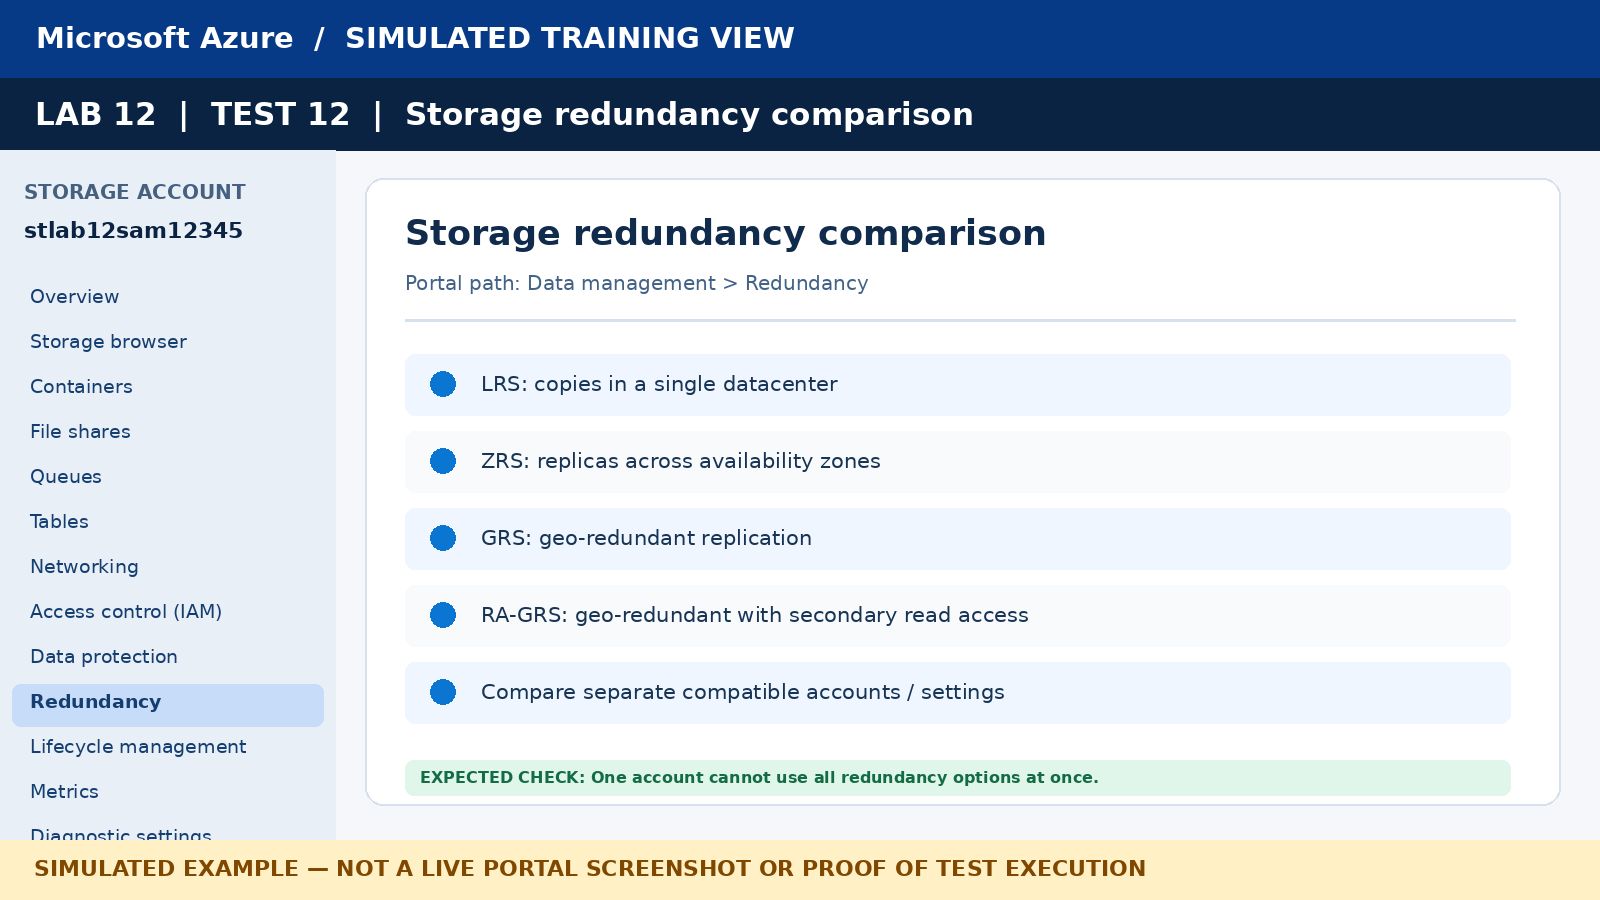 Microsoft Azure / SIMULATED TRAINING VIEW
LAB 12 | TEST 12 | Storage redundancy comparison
STORAGE ACCOUNT
stlab12sam12345
Overview
Storage browser
Containers
File shares
Queues
Tables
Networking
Access control (IAM)
Data protection
Redundancy
Lifecycle management
Metrics
Diagnostic settings
Storage redundancy comparison
Portal path: Data management > Redundancy
LRS: copies in a single datacenter
ZRS: replicas across availability zones
GRS: geo-redundant replication
RA-GRS: geo-redundant with secondary read access
Compare separate compatible accounts / settings
EXPECTED CHECK: One account cannot use all redundancy options at once.
SIMULATED EXAMPLE — NOT A LIVE PORTAL SCREENSHOT OR PROOF OF TEST EXECUTION